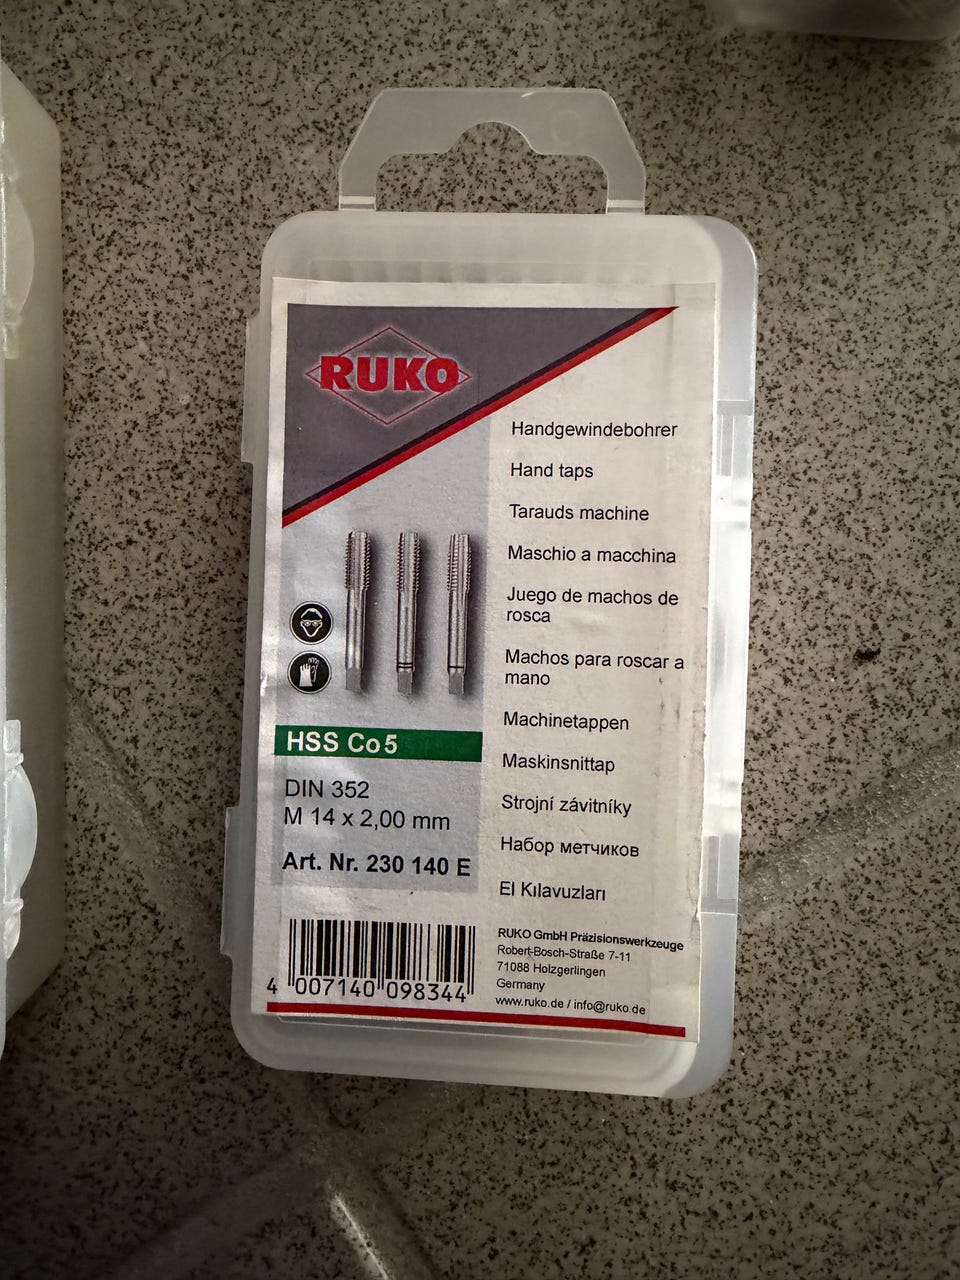 RUKO
Handgewindebohrer
Hand taps
Tarauds machine
Maschio a macchina
Juego de machos de
rosca
Machos para roscar a
mano
Machinetappen
Maskinsnittap
Strojní závitníky
Набор метчиков
El Kılavuzları
HSS Co5
DIN 352
M 14 x 2,00 mm
Art. Nr. 230 140 E
4 007140 098344
RUKO GmbH Präzisionswerkzeuge
Robert-Bosch-Straße 7-11
71088 Holzgerlingen
Germany
www.ruko.de / info@ruko.de